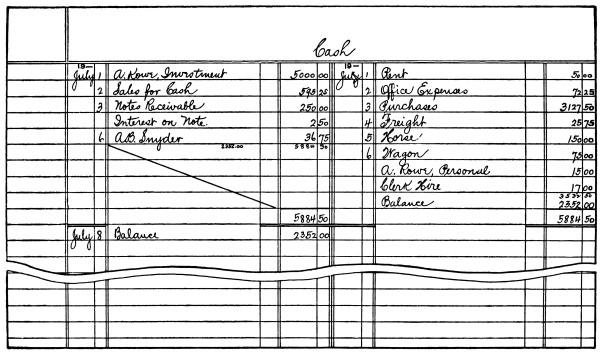 Cash
19— 19—
July 1 A. Rowe, Investment 5000 00 July 1 Rent 50 00
2 Sales for Cash 595 25 2 Office Expenses 72 25
3 Notes Receivable 250 00 3 Purchases 3127 50
Interest on Note 2 50 4 Freight 25 75
6 A.B. Snyder 36 75 5 Horse 150 00
2352.00 5884 50 6 Wagon 75 00
A. Rowe, Personal 15 00
Clerk Hire 17 00
3532 50
Balance 2352 00
5884 50 5884 50
July 8 Balance 2352 00